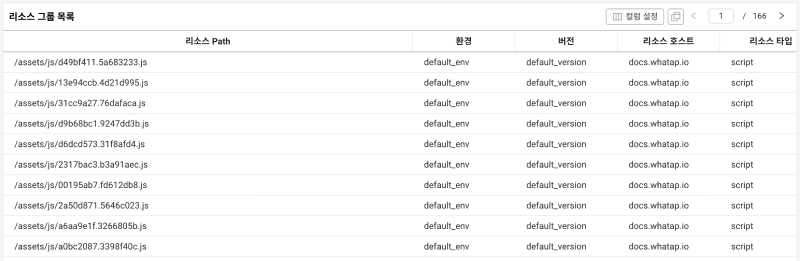 리소스 그룹 목록 컬럼 설정 1 / 166
리소스 Path 환경 버전 리소스 호스트 리소스 타입
/assets/js/d49bf411.5a683233.js default_env default_version docs.whatap.io script
/assets/js/13e94ccb.4d21d995.js default_env default_version docs.whatap.io script
/assets/js/31cc9a27.76dafaca.js default_env default_version docs.whatap.io script
/assets/js/d9b68bc1.9247dd3b.js default_env default_version docs.whatap.io script
/assets/js/d6dcd573.31f8afd4.js default_env default_version docs.whatap.io script
/assets/js/2317bac3.b3a91aec.js default_env default_version docs.whatap.io script
/assets/js/00195ab7.fd612db8.js default_env default_version docs.whatap.io script
/assets/js/2a50d871.5646c023.js default_env default_version docs.whatap.io script
/assets/js/a6aa9e1f.3266805b.js default_env default_version docs.whatap.io script
/assets/js/a0bc2087.3398f40c.js default_env default_version docs.whatap.io script